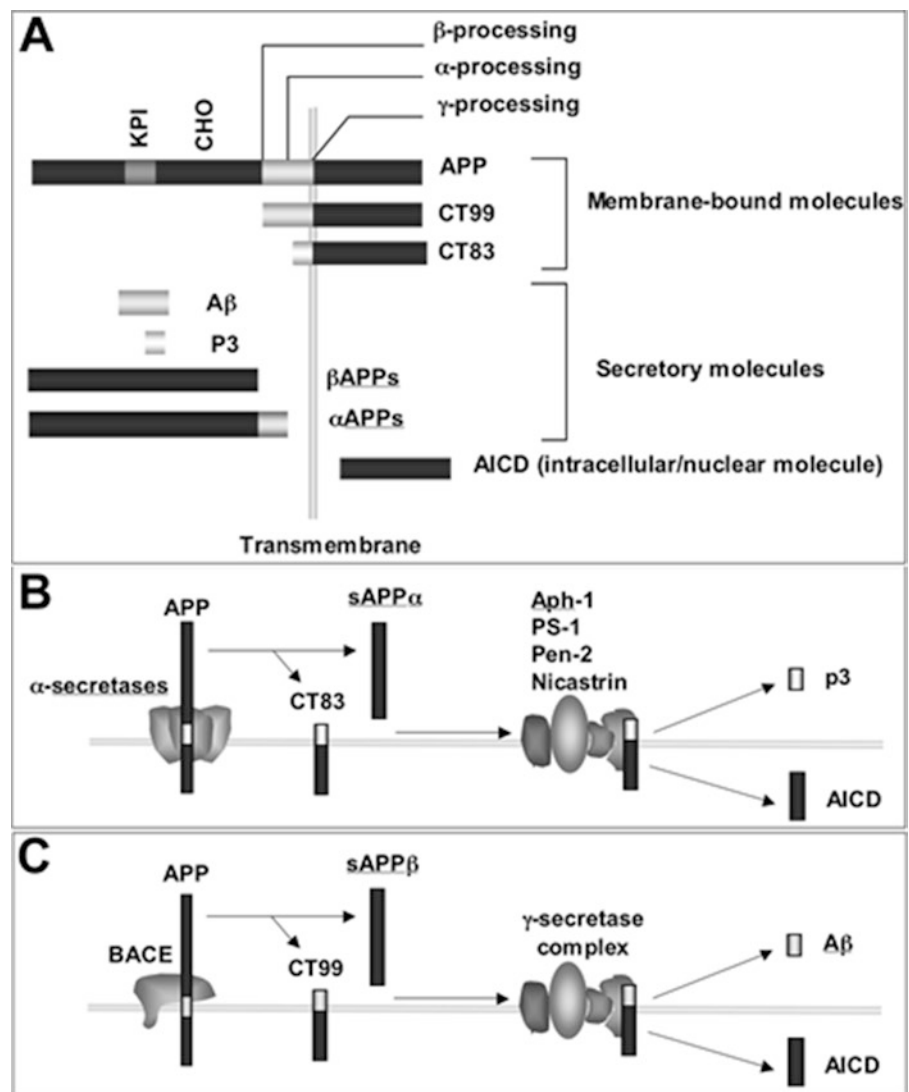 A
β-processing
α-processing
γ-processing
KPI
CHO
APP
CT99
CT83
Membrane-bound molecules
Aβ
P3
βAPPs
αAPPs
Secretory molecules
AICD (intracellular/nuclear molecule)
Transmembrane
B
APP
α-secretases
sAPPα
CT83
Aph-1
PS-1
Pen-2
Nicastrin
p3
AICD
C
APP
BACE
sAPPβ
CT99
γ-secretase
complex
Aβ
AICD